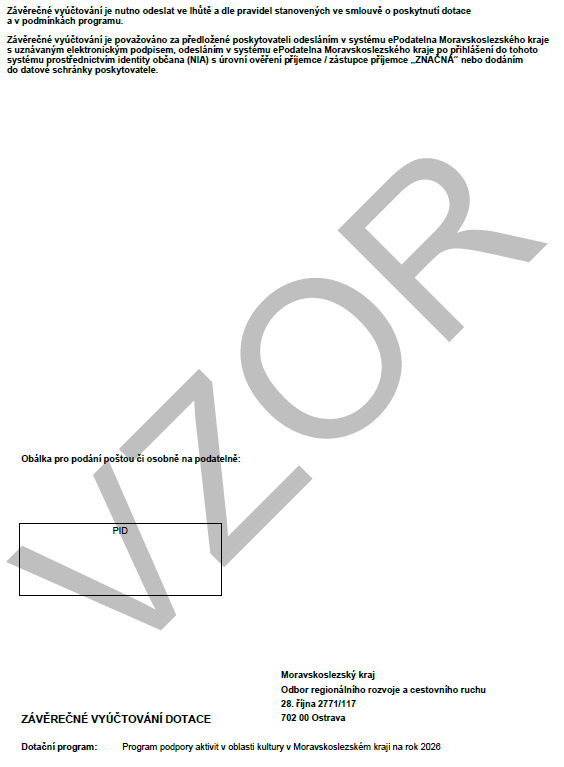 Závěrečné vyúčtování je nutno odeslat ve lhůtě a dle pravidel stanovených ve smlouvě o poskytnutí dotace
a v podmínkách programu.
Závěrečné vyúčtování je považováno za předložené poskytovateli odesláním v systému ePodatelna Moravskoslezského kraje
s uznávaným elektronickým podpisem, odesláním v systému ePodatelna Moravskoslezského kraje po přihlášení do tohoto
systému prostřednictvím identity občana (NIA) s úrovní ověření příjemce / zástupce příjemce „ZNAČNÁ“ nebo dodáním
do datové schránky poskytovatele.
VZOR
Obálka pro podání poštou či osobně na podatelně:
PID
Moravskoslezský kraj
Odbor regionálního rozvoje a cestovního ruchu
28. října 2771/117
702 00 Ostrava
ZÁVĚREČNÉ VYÚČTOVÁNÍ DOTACE
Dotační program: Program podpory aktivit v oblasti kultury v Moravskoslezském kraji na rok 2026